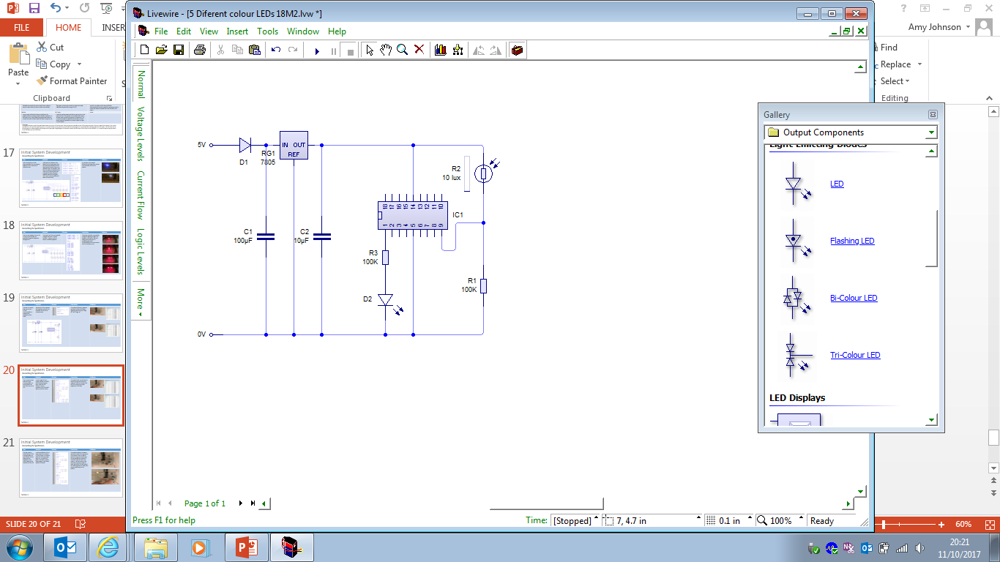 Livewire - [5 Diferent colour LEDs 18M2.lvw *]
FILE
HOME
INSER
Amy Johnson
File Edit View Insert Tools Window Help
Cut
Copy
Format Painter
Paste
Clipboard
Find
Replace
Select
Editing
Normal
Voltage Levels
Current Flow
Logic Levels
More
17
Initial System Development
18
Initial System Development
19
Initial System Development
20
Initial System Development
21
Initial System Development
5V
D1
RG1
7805
IN OUT
REF
R2
10 lux
18 17 16 15 14 13 12 11 10
IC1
1 2 3 4 5 6 7 8 9
C1
100µF
C2
10µF
R3
100K
R1
100K
D2
0V
Gallery
Output Components
Light Emitting Diodes
LED
Flashing LED
Bi-Colour LED
Tri-Colour LED
LED Displays
Page 1 of 1
Press F1 for help
Time: [Stopped] 7, 4.7 in 0.1 in 100% Ready
SLIDE 20 OF 21
60%
20:21
11/10/2017